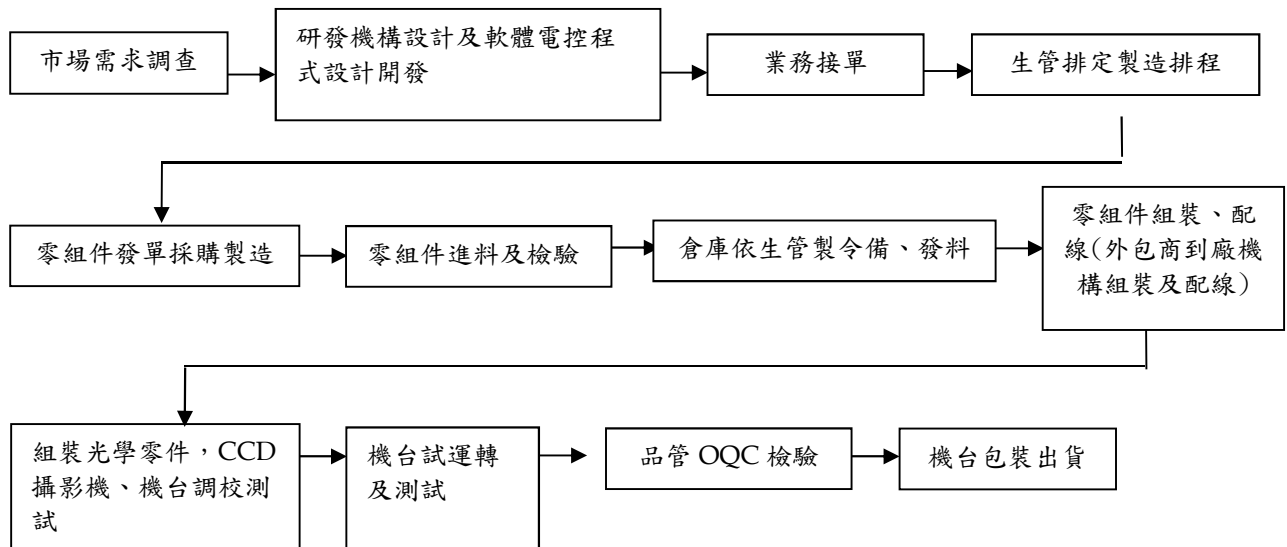 市場需求調查
研發機構設計及軟體電控程
式設計開發
業務接單
生管排定製造排程
零組件發單採購製造
零組件進料及檢驗
倉庫依生管製令備、發料
零組件組裝、配
線(外包商到廠機
構組裝及配線)
組裝光學零件，CCD
攝影機、機台調校測
試
機台試運轉
及測試
品管 OQC 檢驗
機台包裝出貨